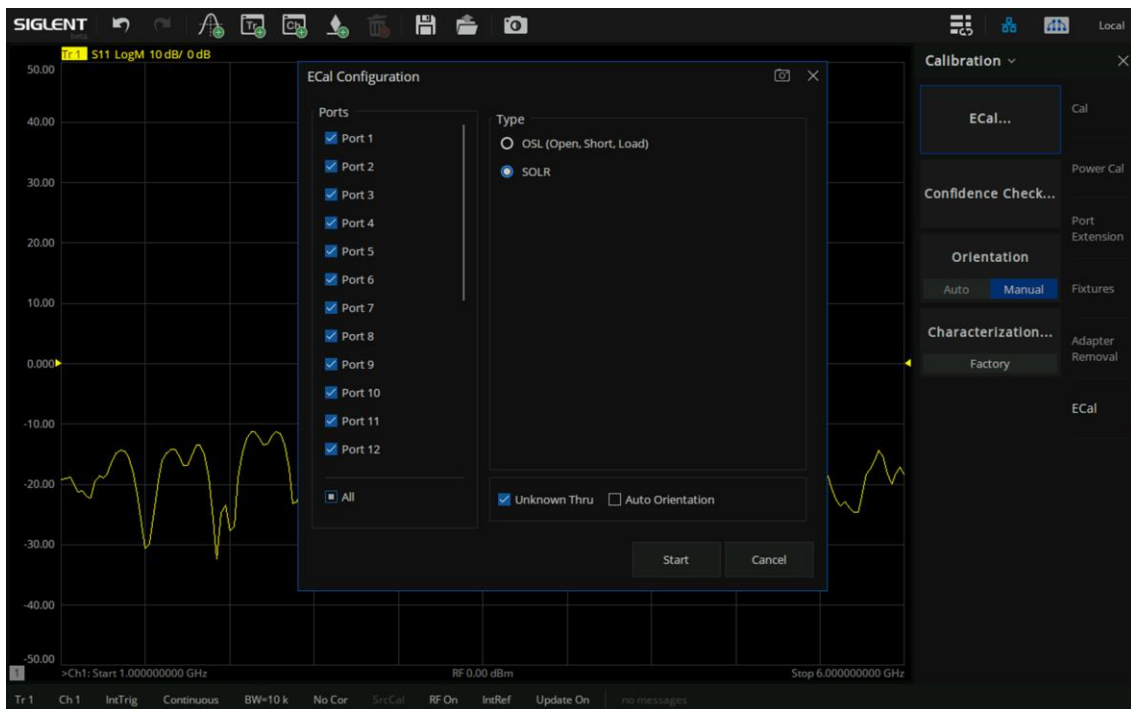 SIGLENT
beta
Tr
Ch
Local
Tr 1 S11 LogM 10 dB/ 0 dB
50.00
40.00
30.00
20.00
10.00
0.000
-10.00
-20.00
-30.00
-40.00
-50.00
ECal Configuration
Ports
Port 1
Port 2
Port 3
Port 4
Port 5
Port 6
Port 7
Port 8
Port 9
Port 10
Port 11
Port 12
All
Type
OSL (Open, Short, Load)
SOLR
Unknown Thru Auto Orientation
Start Cancel
Calibration
ECal...
Confidence Check...
Orientation
Auto Manual
Characterization...
Factory
Cal
Power Cal
Port
Extension
Fixtures
Adapter
Removal
ECal
1 >Ch1: Start 1.000000000 GHz RF 0.00 dBm Stop 6.000000000 GHz
Tr 1 Ch 1 IntTrig Continuous BW=10 k No Cor SrcCal RF On IntRef Update On no messages